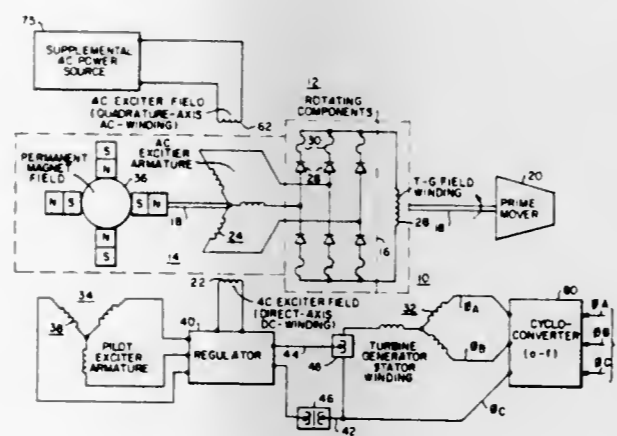 73
SUPPLEMENTAL
AC POWER
SOURCE
AC EXCITER FIELD
(QUADRATURE-AXIS
AC-WINDING)
62
12
ROTATING
COMPONENTS
30
AC
EXCITIER
ARMATURE
PERMANENT
MAGNET
FIELD
36
S
N
N S
S N
N
S
18
28
24
14
16
T-G FIELD
WINDING
28
18
20
PRIME
MOVER
10
22
AC EXCITER FIELD
(DIRECT-AXIS
DC-WINDING)
34
38
PILOT
EXCITER
ARMATURE
40
REGULATOR
44
48
46
42
32
ØA
ØB
ØC
TURBINE
GENERATOR
STATOR
WINDING
80
CYCLO-
CONVERTER
(α-f)
ØA
ØB
ØC